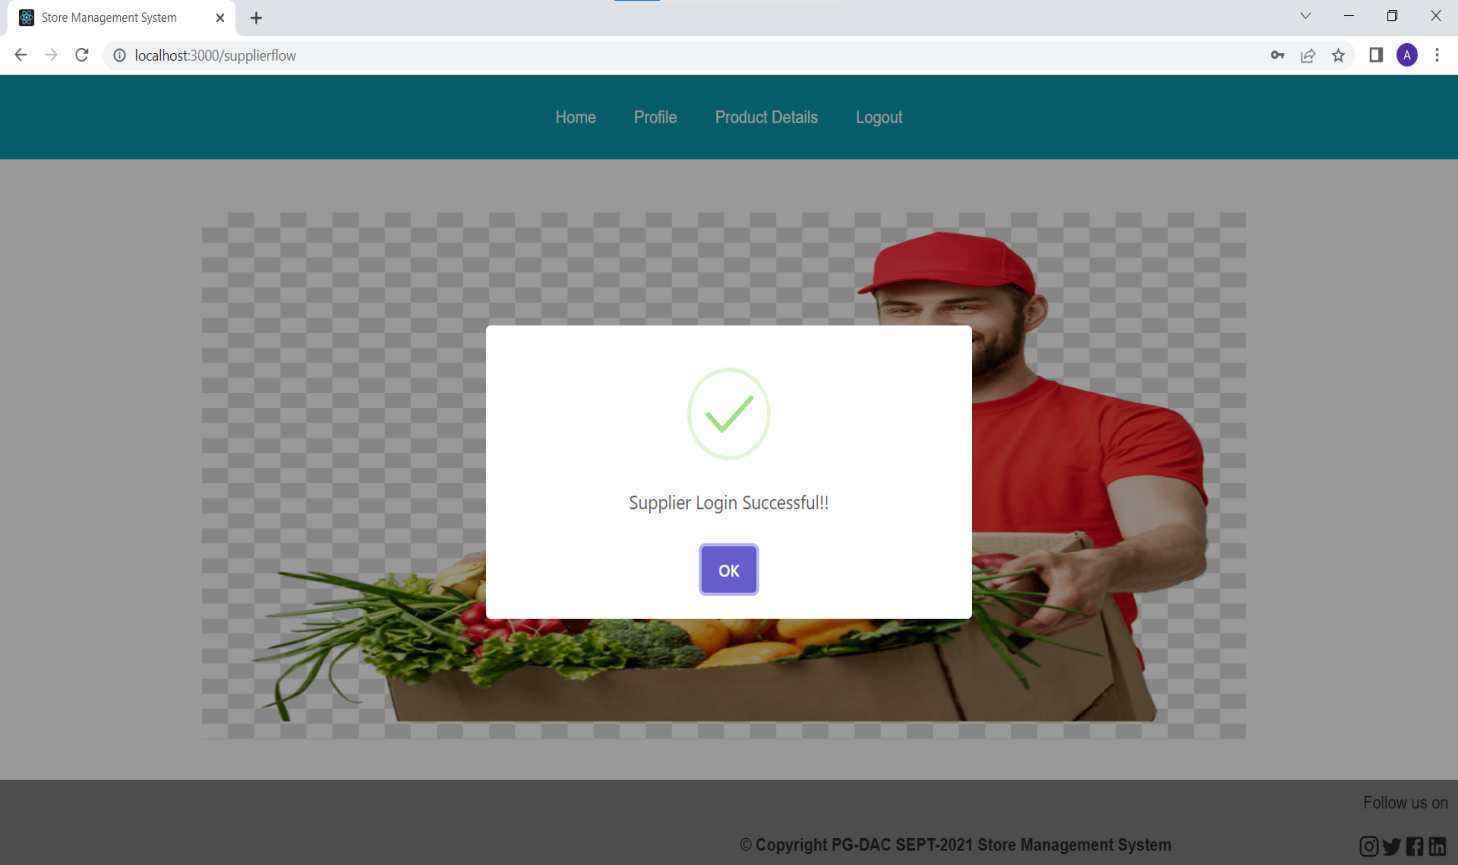 Store Management System
localhost:3000/supplierflow
A
Home Profile Product Details Logout
Supplier Login Successful!!
OK
Follow us on
© Copyright PG-DAC SEPT-2021 Store Management System